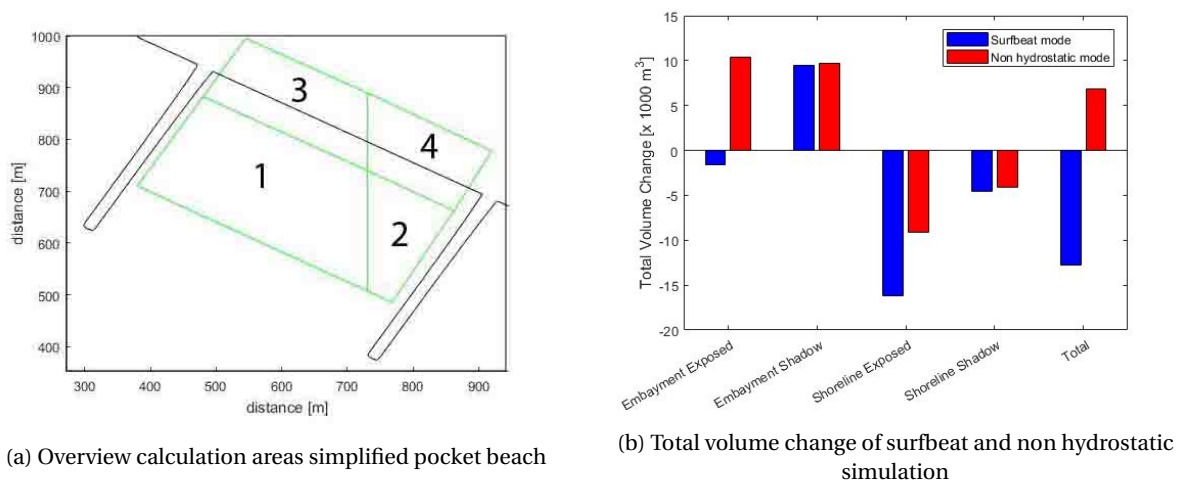 1000
900
800
700
600
500
400
distance [m]
300
400
500
600
700
800
900
distance [m]
3
4
1
2
(a) Overview calculation areas simplified pocket beach
15
10
5
0
-5
-10
-15
-20
Total Volume Change [x 1000 m³]
Surfbeat mode
Non hydrostatic mode
Embayment Exposed
Embayment Shadow
Shoreline Exposed
Shoreline Shadow
Total
(b) Total volume change of surfbeat and non hydrostatic
simulation